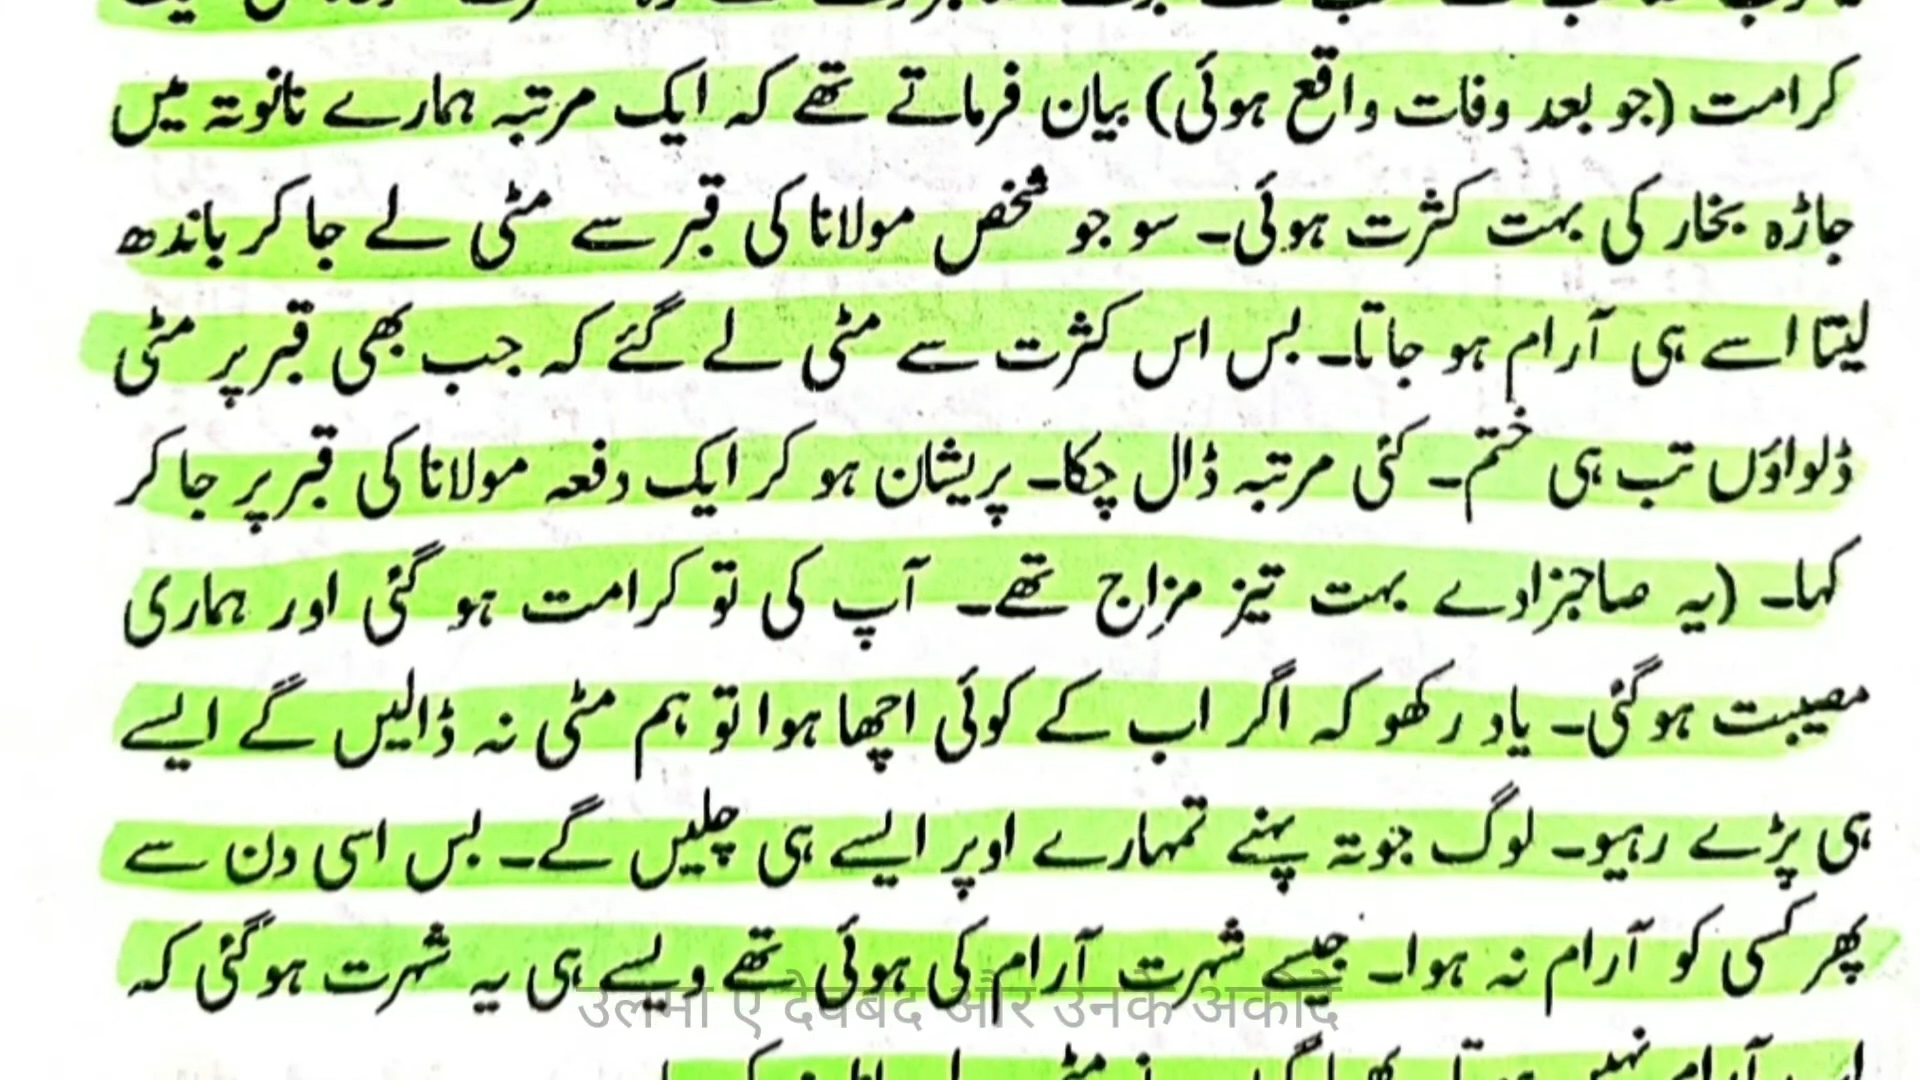 کرامت (جو بعد وفات واقع ہوئی) بیان فرماتے تھے کہ ایک مرتبہ ہمارے نانوتہ میں
جاڑہ بخار کی بہت کثرت ہوئی۔ سو جو شخص مولانا کی قبر سے مٹی لے جا کر باندھ
لیتا اسے ہی آرام ہو جاتا۔ بس اس کثرت سے مٹی لے گئے کہ جب بھی قبر پر مٹی
ڈلواؤں تب ہی ختم۔ کئی مرتبہ ڈال چکا۔ پریشان ہو کر ایک دفعہ مولانا کی قبر پر جا کر
کہا۔ (یہ صاحبزادے بہت تیز مزاج تھے۔ آپ کی تو کرامت ہو گئی اور ہماری
مصیبت ہو گئی۔ یاد رکھو کہ اگر اب کے کوئی اچھا ہوا تو ہم مٹی نہ ڈالیں گے ایسے
ہی پڑے رہیو۔ لوگ جوتہ پہنے تمہارے اوپر ایسے ہی چلیں گے۔ بس اسی دن سے
پھر کسی کو آرام نہ ہوا۔ جیسے شہرت آرام کی ہوئی تھے ویسے ہی یہ شہرت ہو گئی کہ
उलमा ए देवबंद और उनके अकीदे